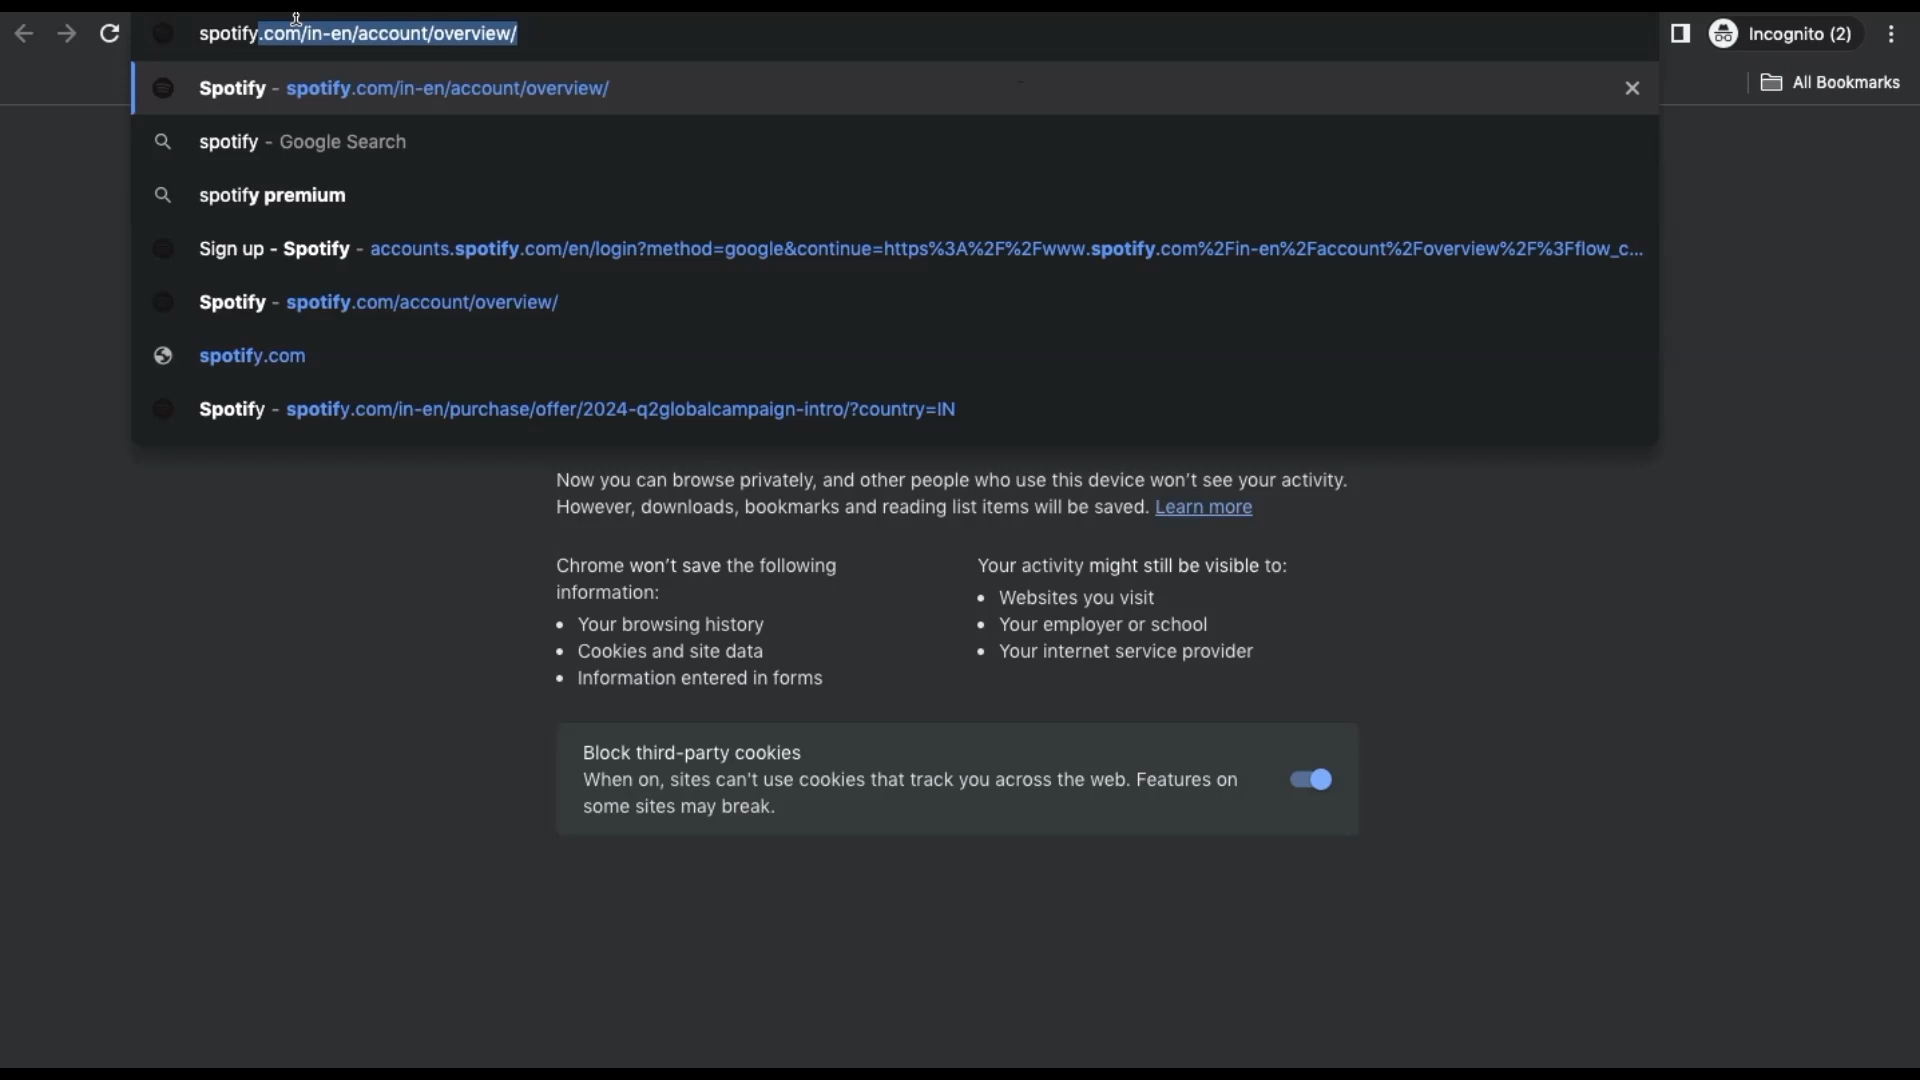 spotify.com/in-en/account/overview/
Incognito (2)
Spotify - spotify.com/in-en/account/overview/
All Bookmarks
spotify - Google Search
spotify premium
Sign up - Spotify - accounts.spotify.com/en/login?method=google&continue=https%3A%2F%2Fwww.spotify.com%2Fin-en%2Faccount%2Foverview%2F%3Fflow_c...
Spotify - spotify.com/account/overview/
spotify.com
Spotify - spotify.com/in-en/purchase/offer/2024-q2globalcampaign-intro/?country=IN
Now you can browse privately, and other people who use this device won't see your activity.
However, downloads, bookmarks and reading list items will be saved. Learn more
Chrome won't save the following
information:
• Your browsing history
• Cookies and site data
• Information entered in forms
Your activity might still be visible to:
• Websites you visit
• Your employer or school
• Your internet service provider
Block third-party cookies
When on, sites can't use cookies that track you across the web. Features on
some sites may break.